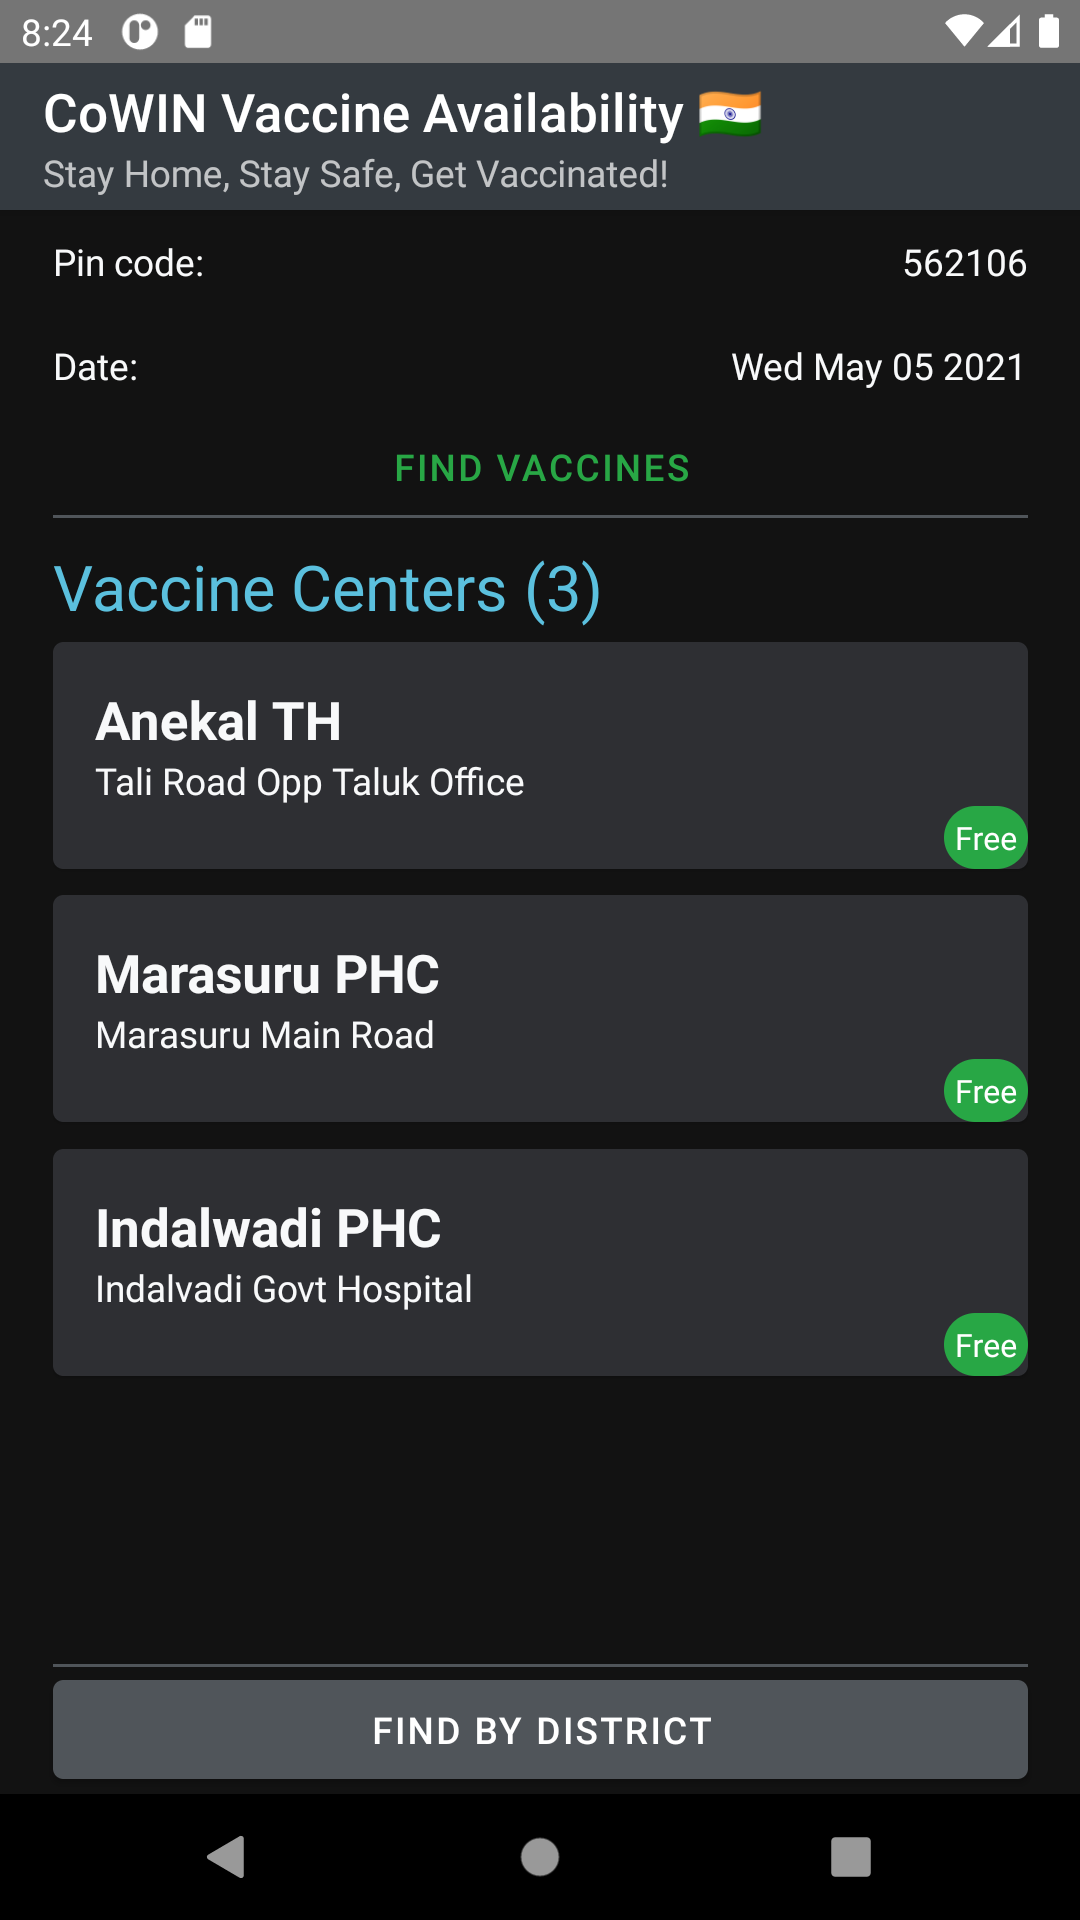 8:24
CoWIN Vaccine Availability 🇮🇳
Stay Home, Stay Safe, Get Vaccinated!
Pin code: 562106
Date: Wed May 05 2021
FIND VACCINES
Vaccine Centers (3)
Anekal TH
Tali Road Opp Taluk Office
Free
Marasuru PHC
Marasuru Main Road
Free
Indalwadi PHC
Indalvadi Govt Hospital
Free
FIND BY DISTRICT